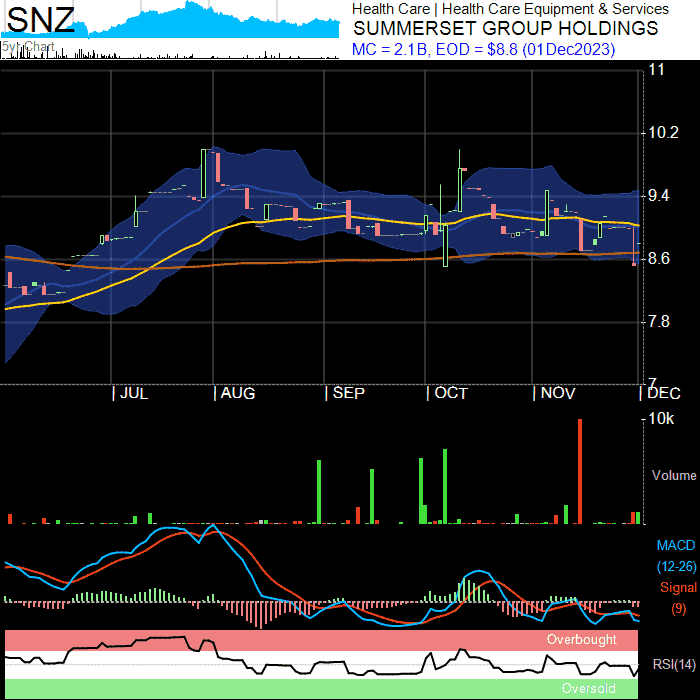 SNZ
5yr Chart
Health Care | Health Care Equipment & Services
SUMMERSET GROUP HOLDINGS
MC = 2.1B, EOD = $8.8 (01Dec2023)
11
10.2
9.4
8.6
7.8
7
JUL
AUG
SEP
OCT
NOV
DEC
10k
Volume
MACD
(12-26)
Signal
(9)
Overbought
RSI(14)
Oversold